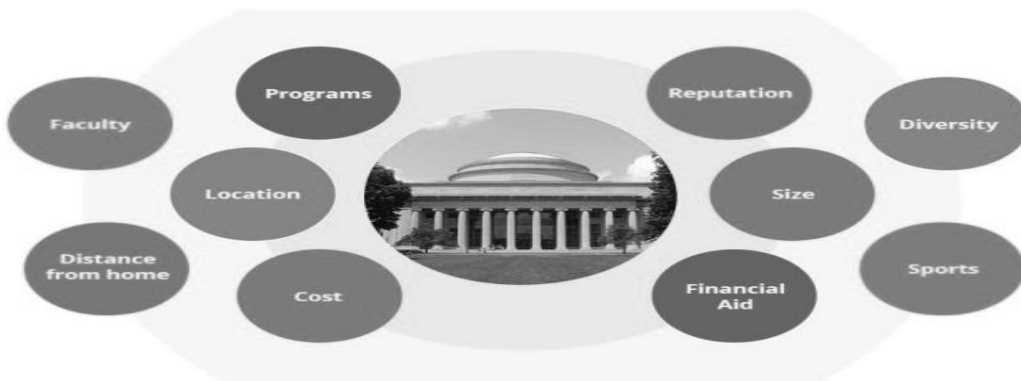 Programs
Reputation
Faculty
Diversity
Location
Size
Distance
from home
Sports
Cost
Financial
Aid